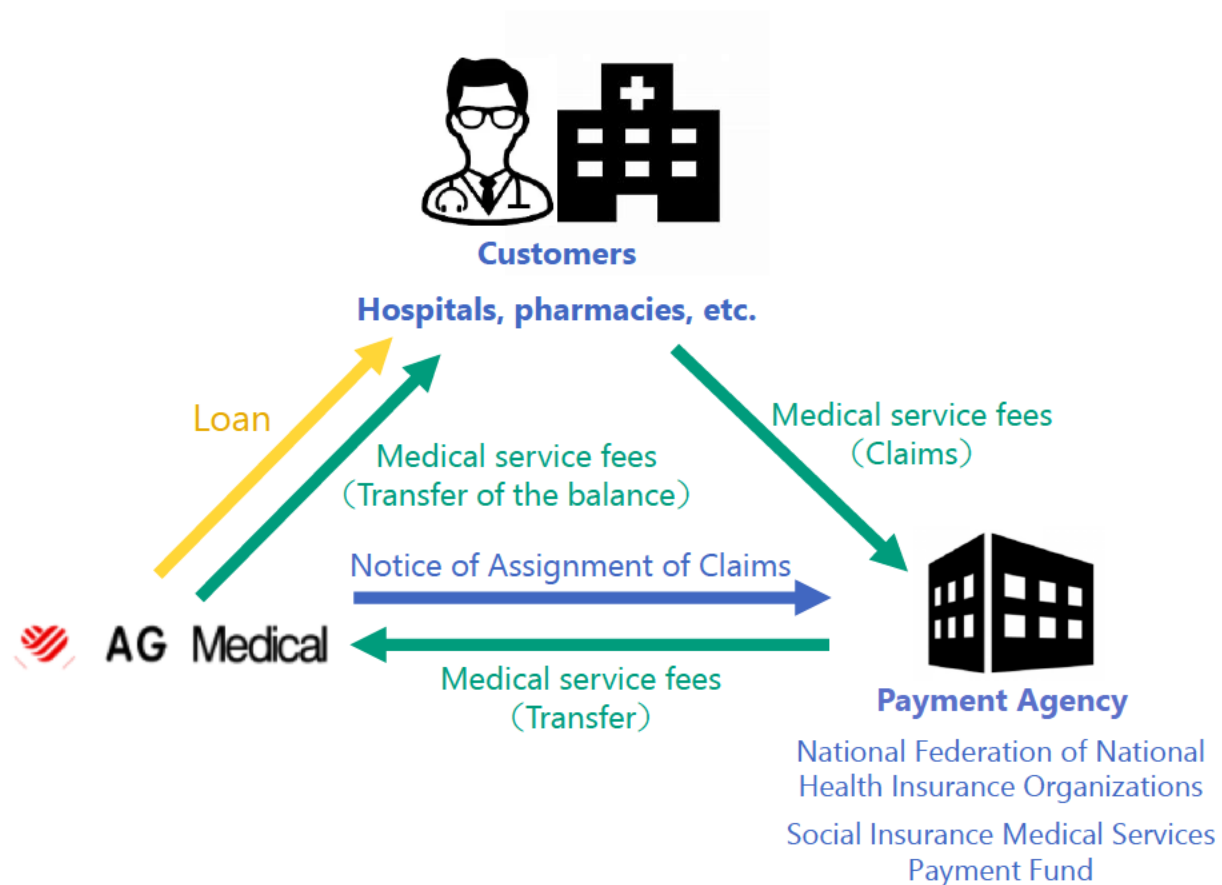 Customers
Hospitals, pharmacies, etc.
Loan
Medical service fees
（Transfer of the balance）
Medical service fees
（Claims）
Notice of Assignment of Claims
AG Medical
Medical service fees
（Transfer）
Payment Agency
National Federation of National
Health Insurance Organizations
Social Insurance Medical Services
Payment Fund